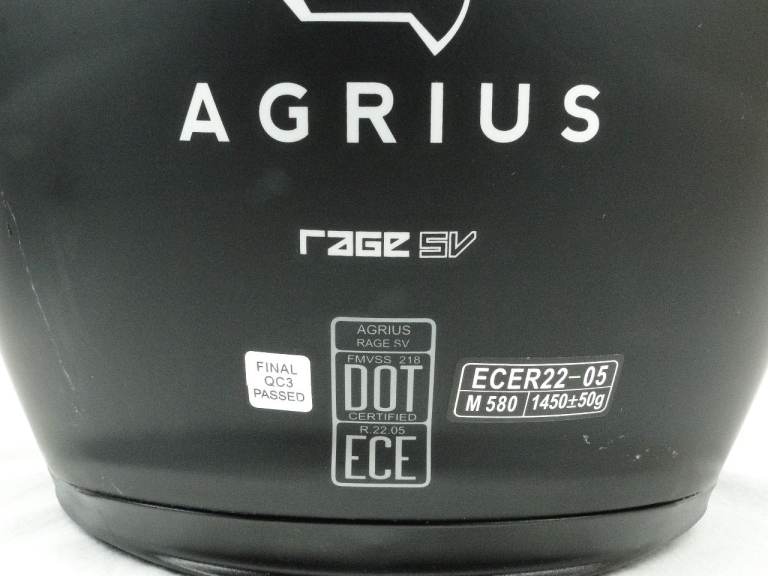 AGRIUS
RAGE SV
FINAL
QC3
PASSED
AGRIUS
RAGE SV
FMVSS 218
DOT
CERTIFIED
R.22.05
ECE
ECER22-05
M 580 1450±50g